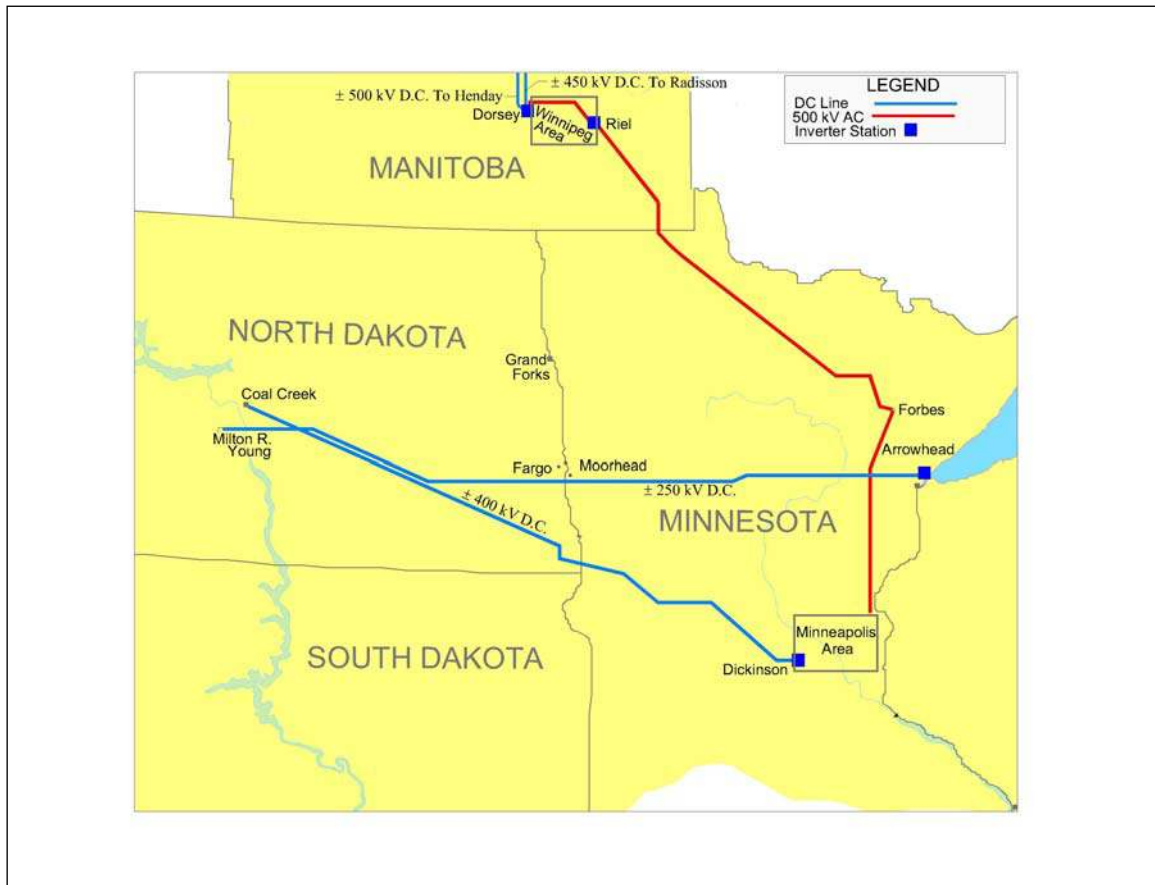 ± 450 kV D.C. To Radisson
± 500 kV D.C. To Henday
LEGEND
DC Line
500 kV AC
Inverter Station
Dorsey
Winnipeg
Area
Riel
MANITOBA
NORTH DAKOTA
Grand
Forks
Coal Creek
Milton R.
Young
Forbes
Arrowhead
Fargo
Moorhead
± 250 kV D.C.
± 400 kV D.C.
MINNESOTA
Minneapolis
Area
Dickinson
SOUTH DAKOTA